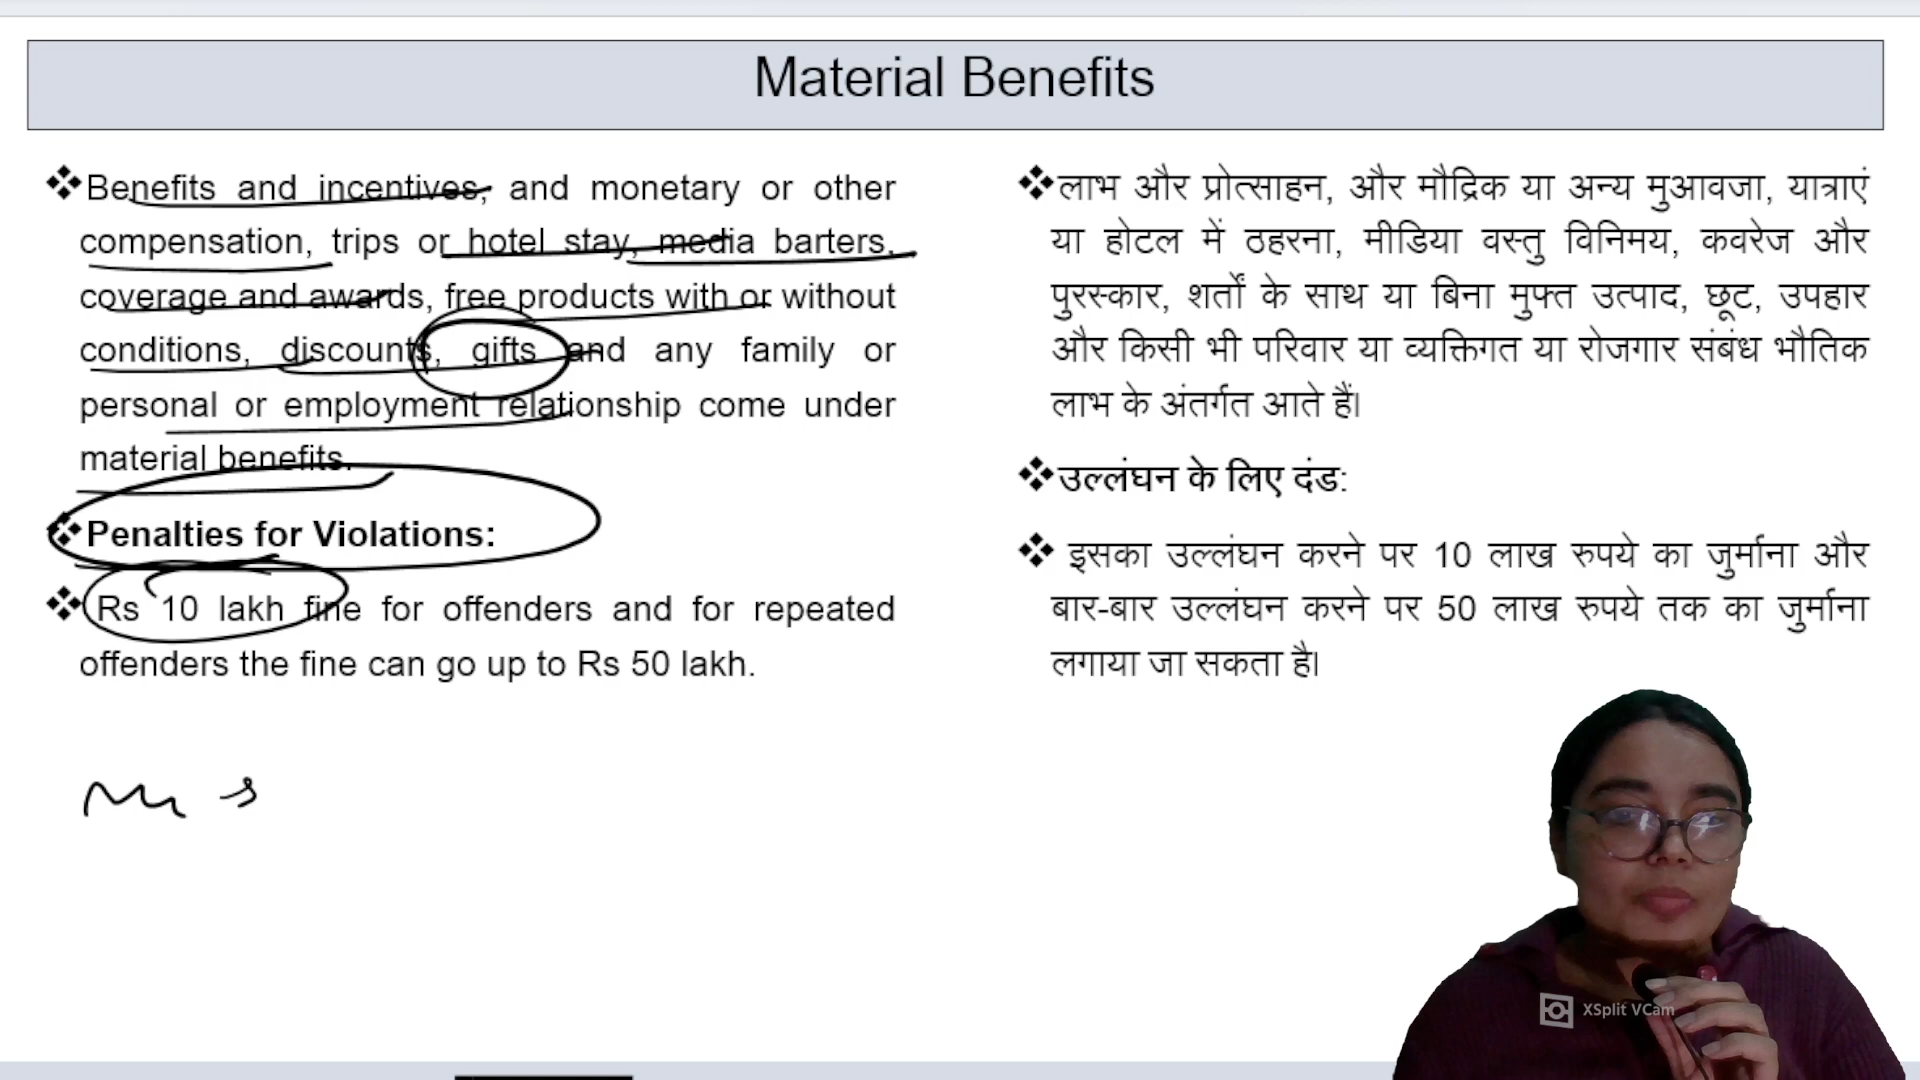 Material Benefits
Benefits and incentives, and monetary or other
compensation, trips or hotel stay, media barters,
coverage and awards, free products with or without
conditions, discounts, gifts and any family or
personal or employment relationship come under
material benefits.
Penalties for Violations:
Rs 10 lakh fine for offenders and for repeated
offenders the fine can go up to Rs 50 lakh.
लाभ और प्रोत्साहन, और मौद्रिक या अन्य मुआवजा, यात्राएं
या होटल में ठहरना, मीडिया वस्तु विनिमय, कवरेज और
पुरस्कार, शर्तों के साथ या बिना मुफ्त उत्पाद, छूट, उपहार
और किसी भी परिवार या व्यक्तिगत या रोजगार संबंध भौतिक
लाभ के अंतर्गत आते हैं।
उल्लंघन के लिए दंड:
इसका उल्लंघन करने पर 10 लाख रुपये का जुर्माना और
बार-बार उल्लंघन करने पर 50 लाख रुपये तक का जुर्माना
लगाया जा सकता है।
XSplit VCam